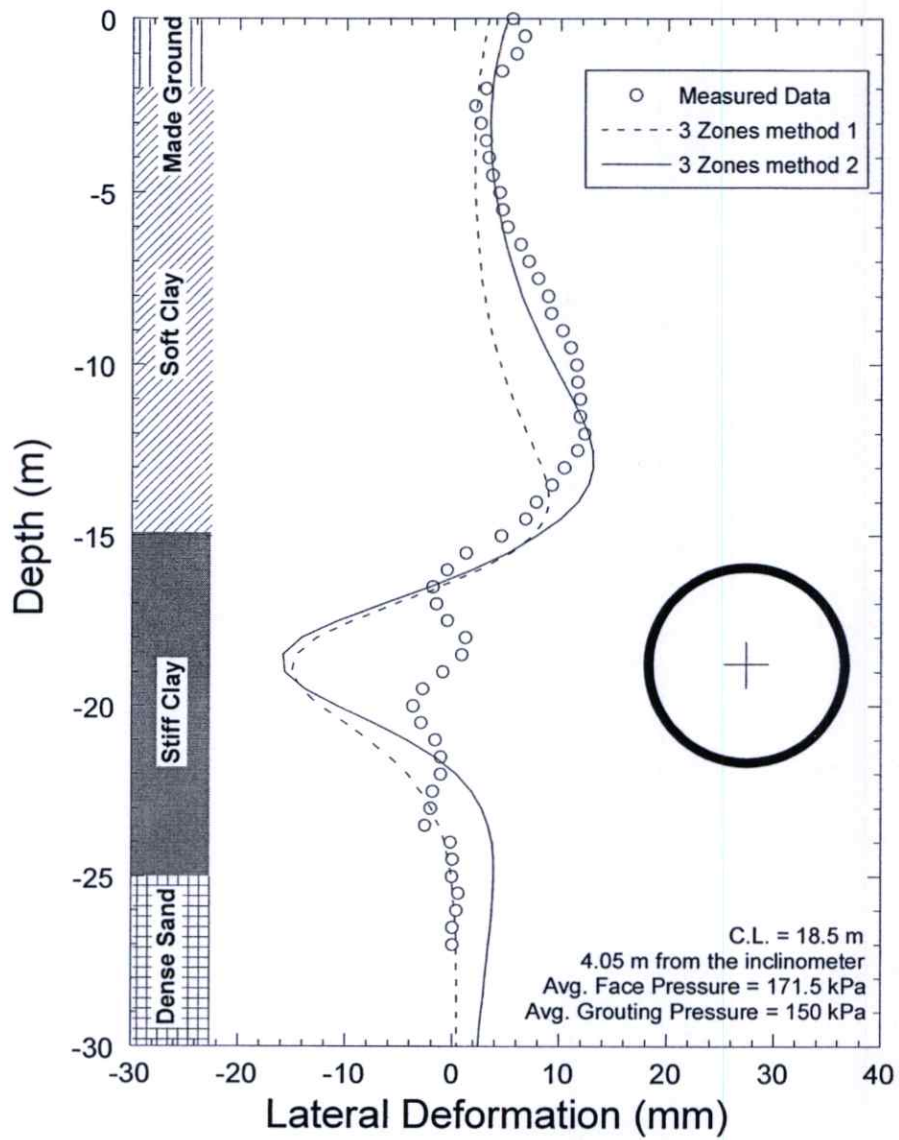 0
-5
-10
-15
-20
-25
-30
Depth (m)
Made Ground
Soft Clay
Stiff Clay
Dense Sand
Measured Data
3 Zones method 1
3 Zones method 2
C.L. = 18.5 m
4.05 m from the inclinometer
Avg. Face Pressure = 171.5 kPa
Avg. Grouting Pressure = 150 kPa
-30 -20 -10 0 10 20 30 40
Lateral Deformation (mm)